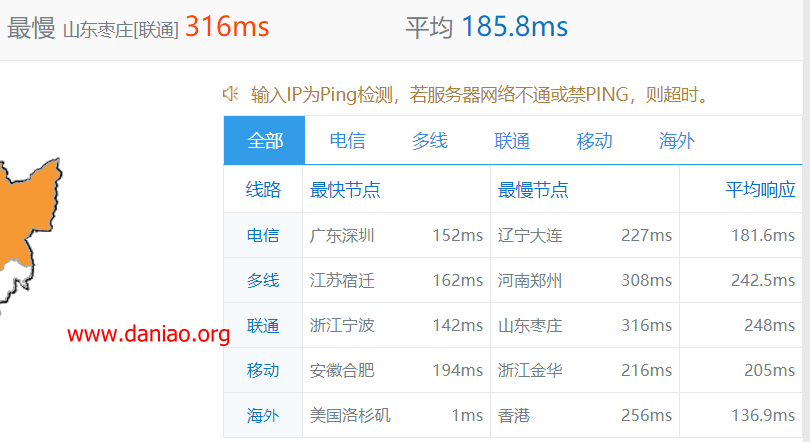 最慢 山东枣庄[联通] 316ms 平均 185.8ms
输入IP为Ping检测，若服务器网络不通或禁PING，则超时。
全部 电信 多线 联通 移动 海外
线路 最快节点 最慢节点 平均响应
电信 广东深圳 152ms 辽宁大连 227ms 181.6ms
多线 江苏宿迁 162ms 河南郑州 308ms 242.5ms
联通 浙江宁波 142ms 山东枣庄 316ms 248ms
www.daniao.org
移动 安徽合肥 194ms 浙江金华 216ms 205ms
海外 美国洛杉矶 1ms 香港 256ms 136.9ms